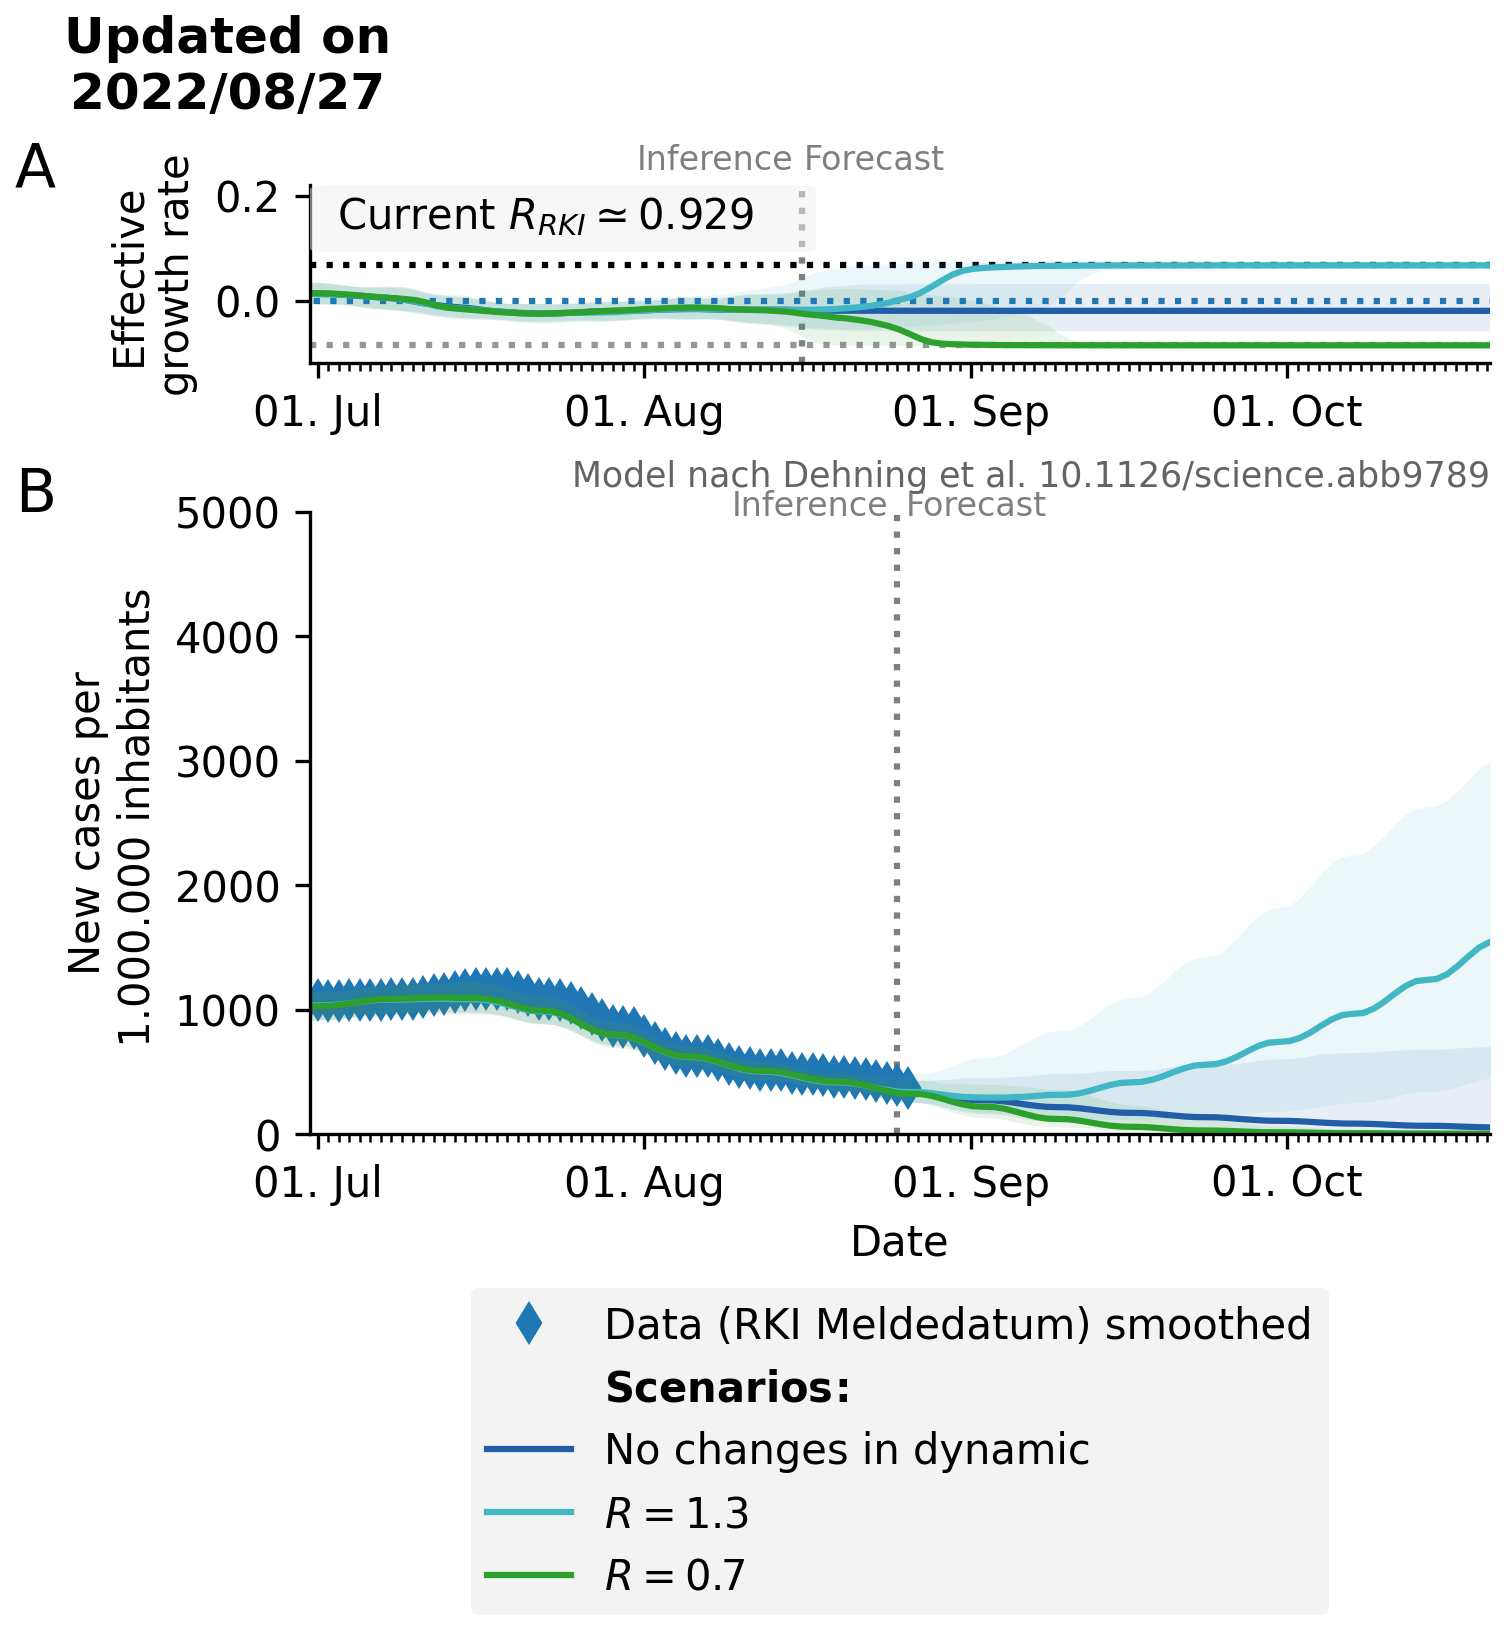 Updated on
2022/08/27
A
Inference Forecast
Effective
growth rate
0.2
0.0
Current R_RKI ≃ 0.929
01. Jul
01. Aug
01. Sep
01. Oct
B
Model nach Dehning et al. 10.1126/science.abb9789
Inference Forecast
New cases per
1.000.000 inhabitants
5000
4000
3000
2000
1000
0
01. Jul
01. Aug
01. Sep
01. Oct
Date
Data (RKI Meldedatum) smoothed
Scenarios:
No changes in dynamic
R = 1.3
R = 0.7